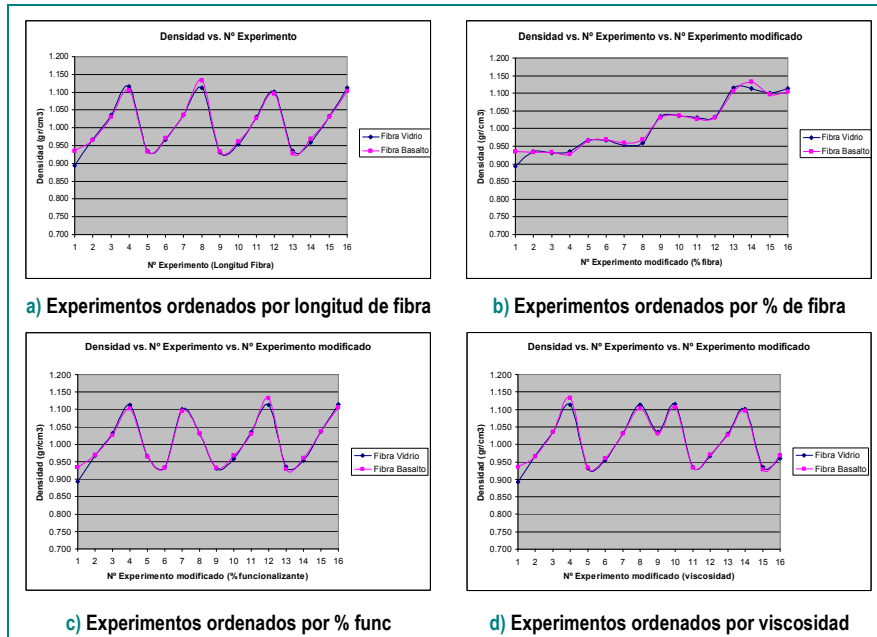 Densidad vs. Nº Experimento
Densidad (gr/cm3)
1.200
1.150
1.100
1.050
1.000
0.950
0.900
0.850
0.800
0.750
0.700
1 2 3 4 5 6 7 8 9 10 11 12 13 14 15 16
Nº Experimento (Longitud Fibra)
Fibra Vidrio
Fibra Basalto
a) Experimentos ordenados por longitud de fibra
Densidad vs. Nº Experimento vs. Nº Experimento modificado
Densidad (gr/cm3)
1.200
1.150
1.100
1.050
1.000
0.950
0.900
0.850
0.800
0.750
0.700
1 2 3 4 5 6 7 8 9 10 11 12 13 14 15 16
Nº Experimento modificado (% fibra)
Fibra Vidrio
Fibra Basalto
b) Experimentos ordenados por % de fibra
Densidad vs. Nº Experimento vs. Nº Experimento modificado
Densidad (gr/cm3)
1.200
1.150
1.100
1.050
1.000
0.950
0.900
0.850
0.800
0.750
0.700
1 2 3 4 5 6 7 8 9 10 11 12 13 14 15 16
Nº Experimento modificado (% funcionalizante)
Fibra Vidrio
Fibra Basalto
c) Experimentos ordenados por % func
Densidad vs. Nº Experimento vs. Nº Experimento modificado
Densidad (gr/cm3)
1.200
1.150
1.100
1.050
1.000
0.950
0.900
0.850
0.800
0.750
0.700
1 2 3 4 5 6 7 8 9 10 11 12 13 14 15 16
Nº Experimento modificado (viscosidad)
Fibra Vidrio
Fibra Basalto
d) Experimentos ordenados por viscosidad